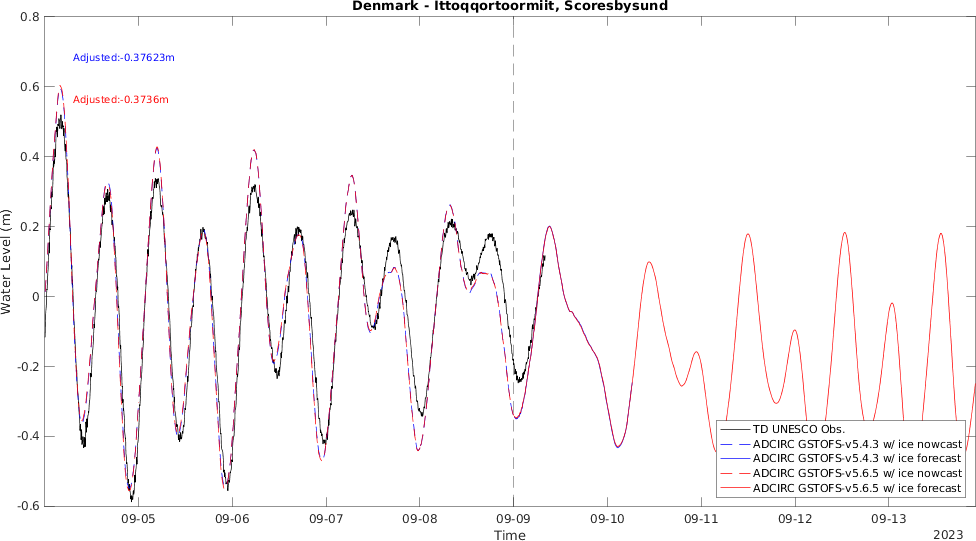 Denmark - Ittoqqortoormiit, Scoresbysund
0.8
0.6
0.4
0.2
0
-0.2
-0.4
-0.6
Water Level (m)
Adjusted:-0.37623m
Adjusted:-0.3736m
TD UNESCO Obs.
ADCIRC GSTOFS-v5.4.3 w/ ice nowcast
ADCIRC GSTOFS-v5.4.3 w/ ice forecast
ADCIRC GSTOFS-v5.6.5 w/ ice nowcast
ADCIRC GSTOFS-v5.6.5 w/ ice forecast
09-05 09-06 09-07 09-08 09-09 09-10 09-11 09-12 09-13
Time
2023